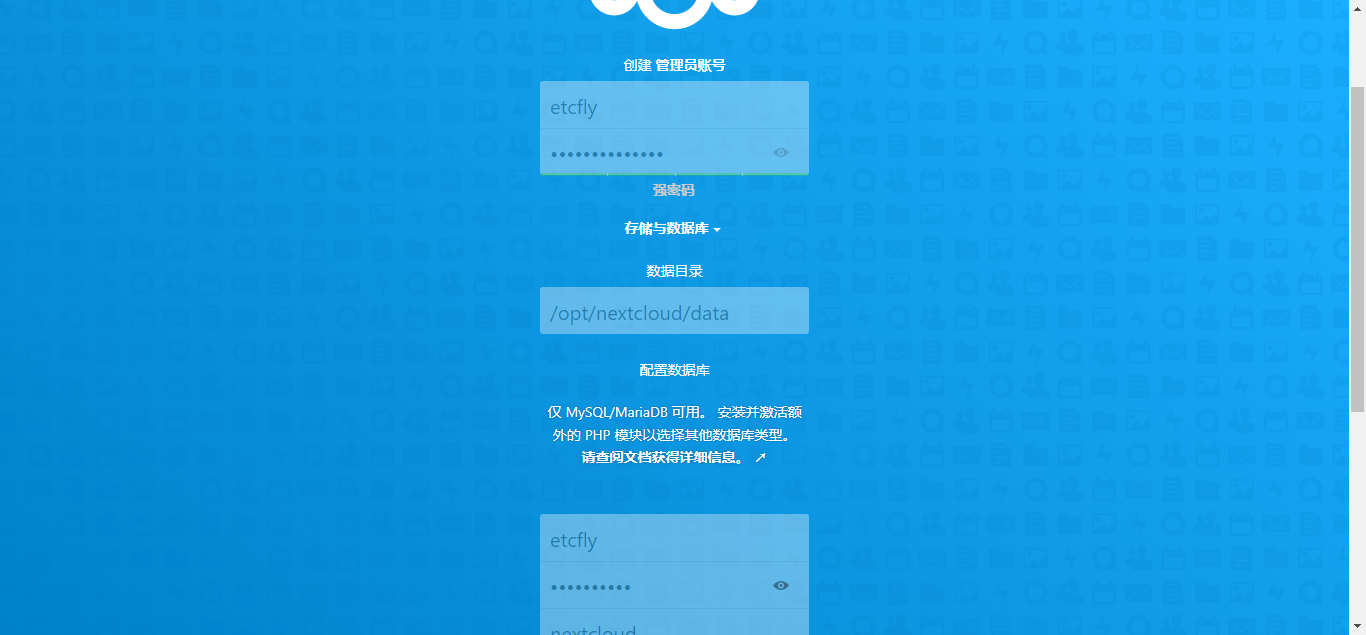 创建 管理员账号
etcfly
••••••••••••••
强密码
存储与数据库
数据目录
/opt/nextcloud/data
配置数据库
仅 MySQL/MariaDB 可用。 安装并激活额
外的 PHP 模块以选择其他数据库类型。
请查阅文档获得详细信息。 ↗
etcfly
••••••••••
nextcloud